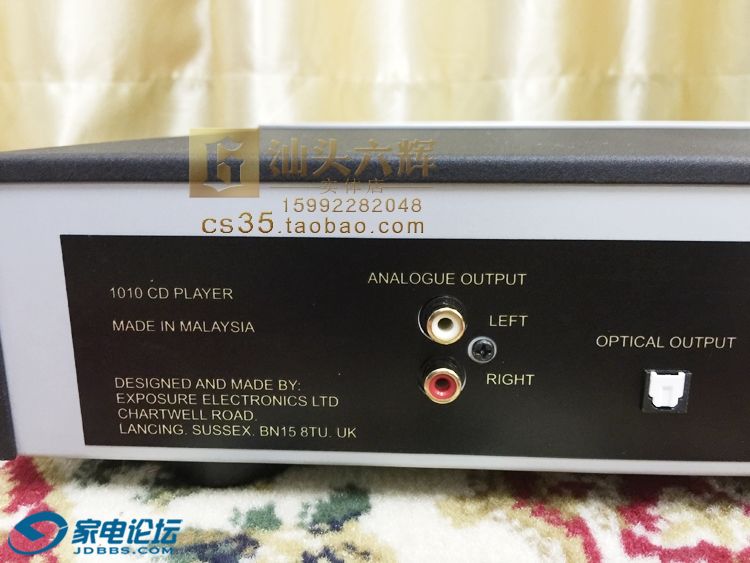 汕头六辉
实体店
15992282048
cs35.taobao.com
ANALOGUE OUTPUT
1010 CD PLAYER
LEFT
MADE IN MALAYSIA
OPTICAL OUTPUT
RIGHT
DESIGNED AND MADE BY:
EXPOSURE ELECTRONICS LTD
CHARTWELL ROAD.
LANCING. SUSSEX. BN15 8TU. UK
家电论坛
JDBBS.COM